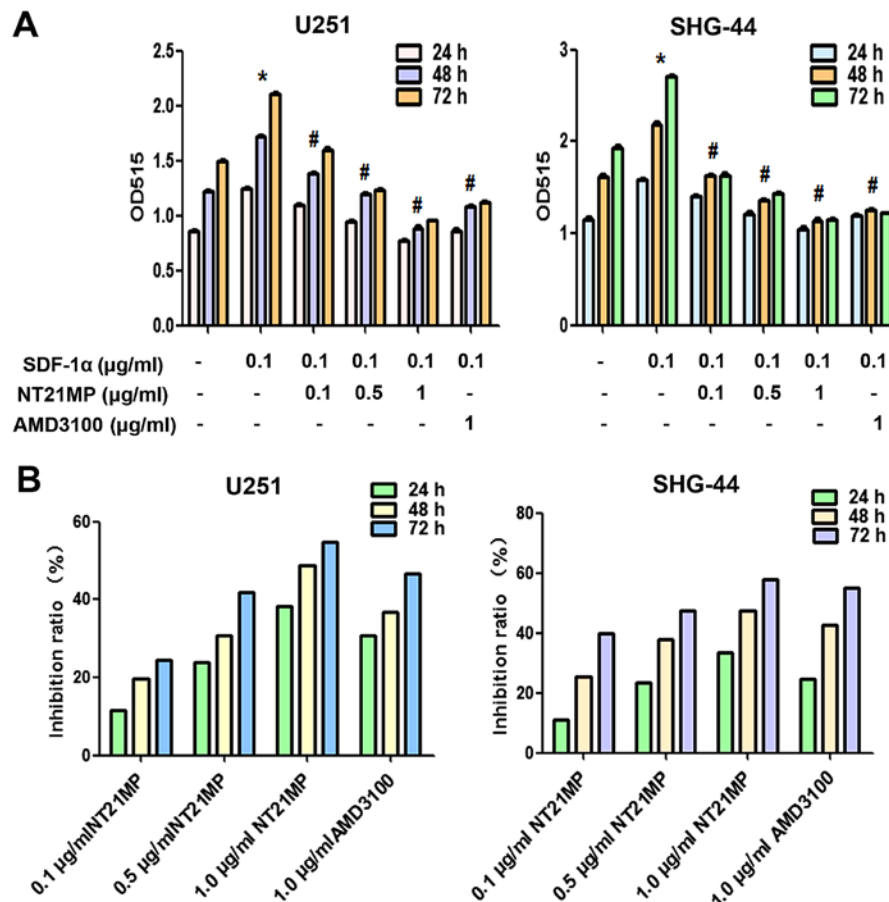 A
U251
SHG-44
24 h
48 h
72 h
24 h
48 h
72 h
OD515
2.5
2.0
1.5
1.0
0.5
0.0
*
#
#
#
#
OD515
3
2
1
0
*
#
#
#
#
SDF-1α (µg/ml) - 0.1 0.1 0.1 0.1 0.1 - 0.1 0.1 0.1 0.1 0.1
NT21MP (µg/ml) - - 0.1 0.5 1 - - - 0.1 0.5 1 -
AMD3100 (µg/ml) - - - - - 1 - - - - - 1
B
U251
SHG-44
24 h
48 h
72 h
24 h
48 h
72 h
Inhibition ratio (%)
60
40
20
0
Inhibition ratio (%)
80
60
40
20
0
0.1 µg/mlNT21MP
0.5 µg/mlNT21MP
1.0 µg/ml NT21MP
1.0 µg/mlAMD3100
0.1 µg/ml NT21MP
0.5 µg/ml NT21MP
1.0 µg/ml NT21MP
1.0 µg/ml AMD3100